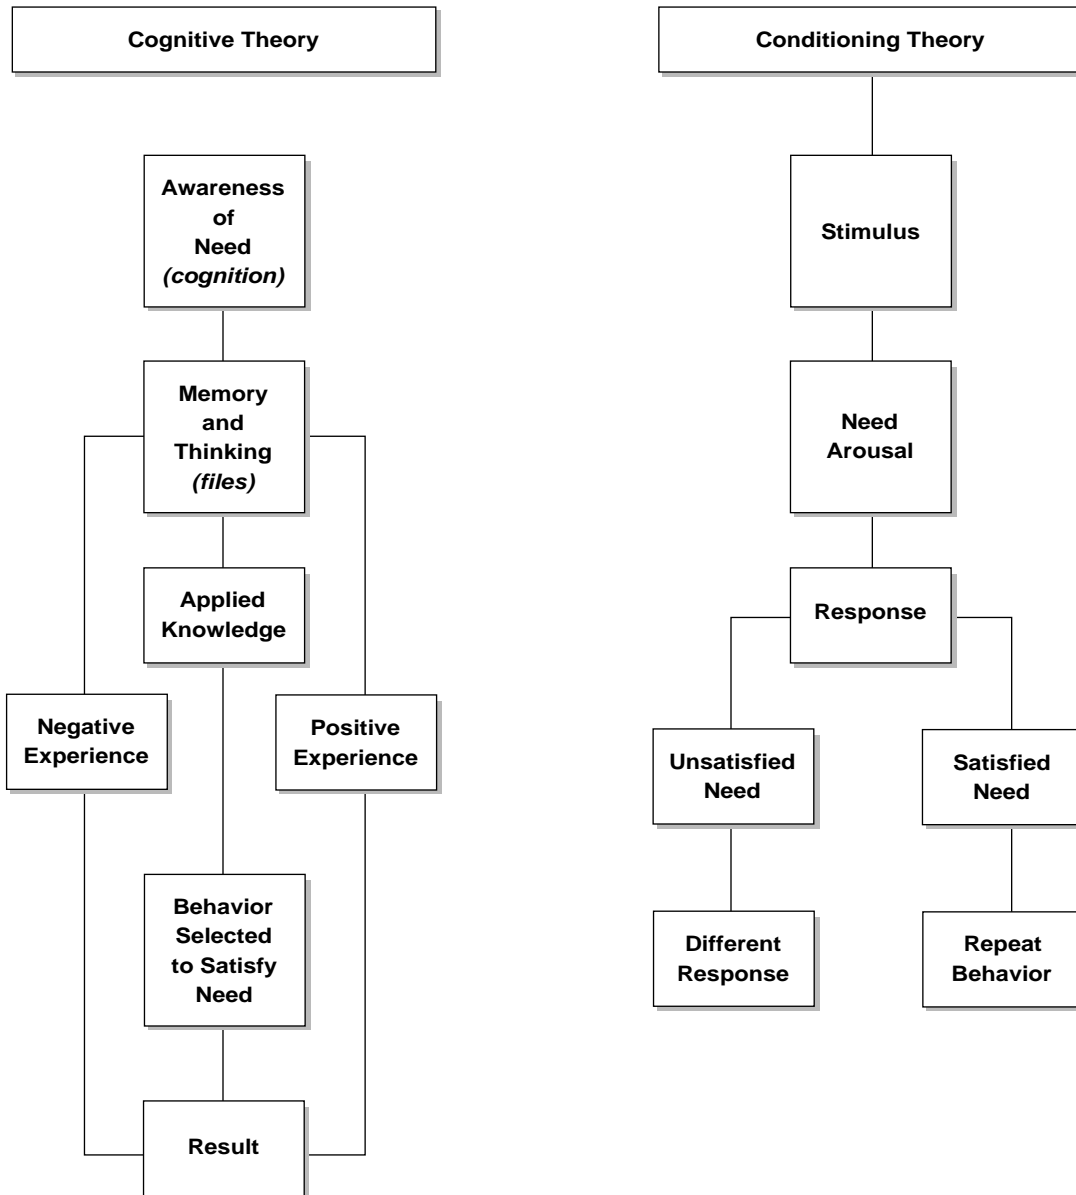 Cognitive Theory
Awareness
of
Need
(cognition)
Memory
and
Thinking
(files)
Applied
Knowledge
Negative
Experience
Positive
Experience
Behavior
Selected
to Satisfy
Need
Result
Conditioning Theory
Stimulus
Need
Arousal
Response
Unsatisfied
Need
Satisfied
Need
Different
Response
Repeat
Behavior